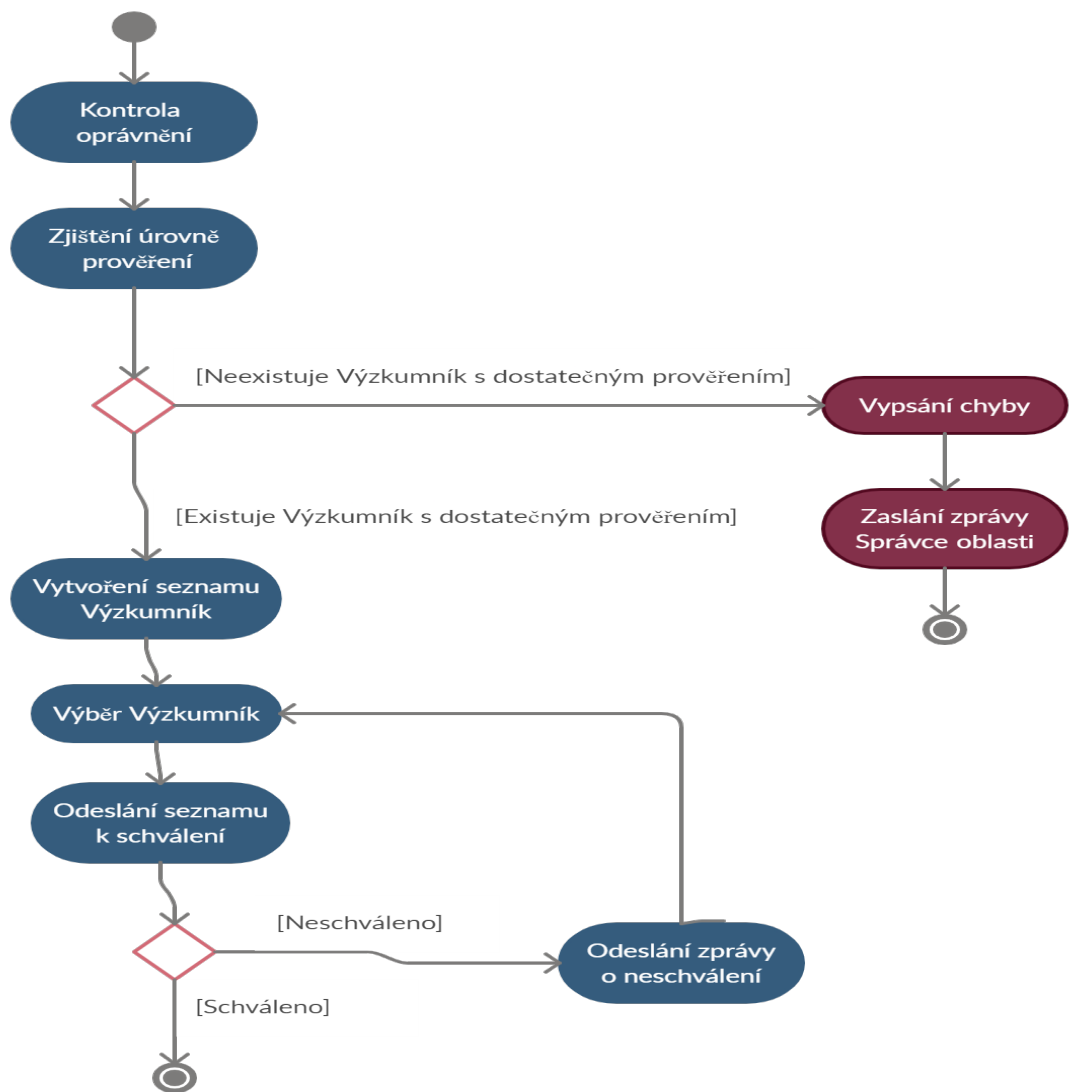 Kontrola
oprávnění
Zjištění úrovně
prověření
[Neexistuje Výzkumník s dostatečným prověřením]
Vypsání chyby
[Existuje Výzkumník s dostatečným prověřením]
Zaslání zprávy
Správce oblasti
Vytvoření seznamu
Výzkumník
Výběr Výzkumník
Odeslání seznamu
k schválení
[Neschváleno]
Odeslání zprávy
o neschválení
[Schváleno]